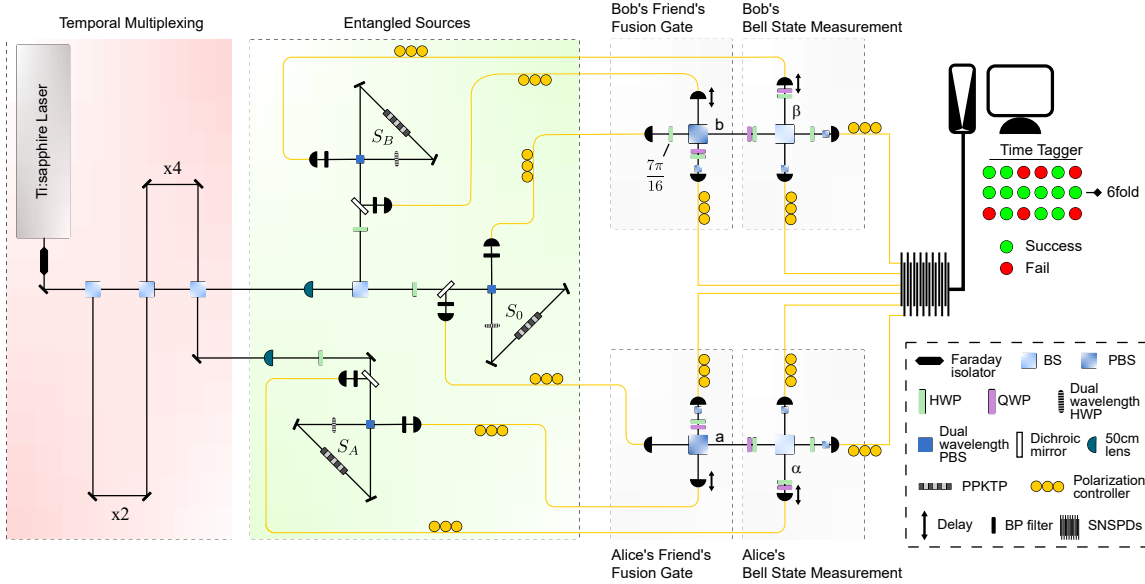 Temporal Multiplexing
Entangled Sources
Bob's Friend's
Fusion Gate
Bob's
Bell State Measurement
Ti:sapphire Laser
x4
x2
S_B
S_0
S_A
b
β
7π
16
a
α
Time Tagger
6fold
Success
Fail
Alice's Friend's
Fusion Gate
Alice's
Bell State Measurement
Faraday
isolator
BS
PBS
HWP
QWP
Dual
wavelength
HWP
Dual
wavelength
PBS
Dichroic
mirror
50cm
lens
PPKTP
Polarization
controller
Delay
BP filter
SNSPDs